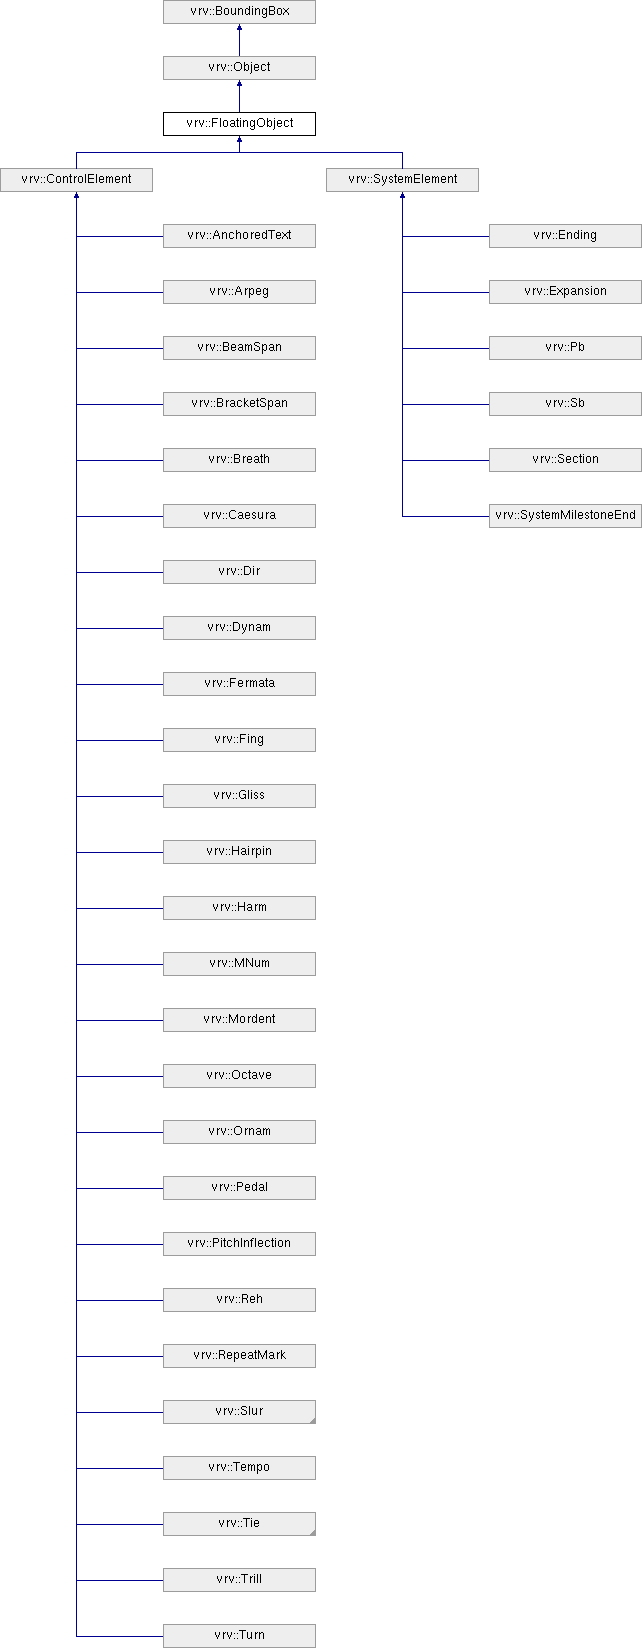 vrv::BoundingBox
vrv::Object
vrv::FloatingObject
vrv::ControlElement
vrv::SystemElement
vrv::AnchoredText
vrv::Ending
vrv::Arpeg
vrv::Expansion
vrv::BeamSpan
vrv::Pb
vrv::BracketSpan
vrv::Sb
vrv::Breath
vrv::Section
vrv::Caesura
vrv::SystemMilestoneEnd
vrv::Dir
vrv::Dynam
vrv::Fermata
vrv::Fing
vrv::Gliss
vrv::Hairpin
vrv::Harm
vrv::MNum
vrv::Mordent
vrv::Octave
vrv::Ornam
vrv::Pedal
vrv::PitchInflection
vrv::Reh
vrv::RepeatMark
vrv::Slur
vrv::Tempo
vrv::Tie
vrv::Trill
vrv::Turn